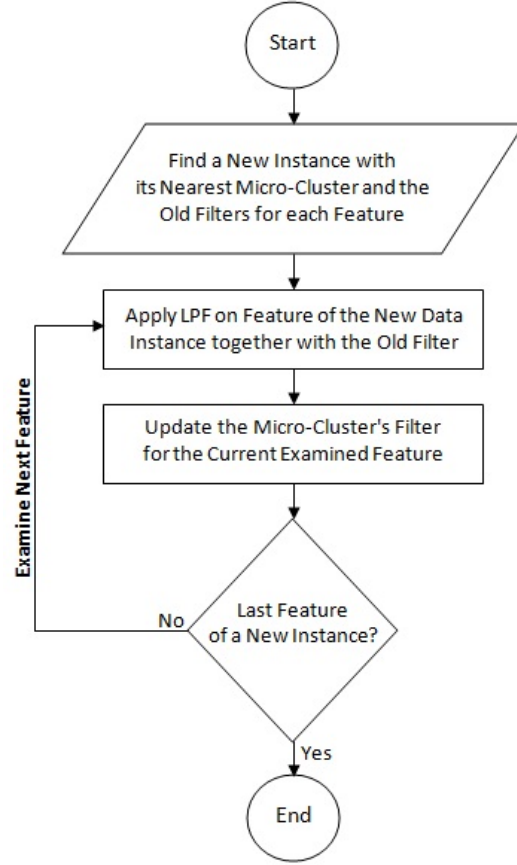 Start
Find a New Instance with
its Nearest Micro-Cluster and the
Old Filters for each Feature
Apply LPF on Feature of the New Data
Instance together with the Old Filter
Update the Micro-Cluster's Filter
for the Current Examined Feature
Examine Next Feature
Last Feature
of a New Instance?
No
Yes
End